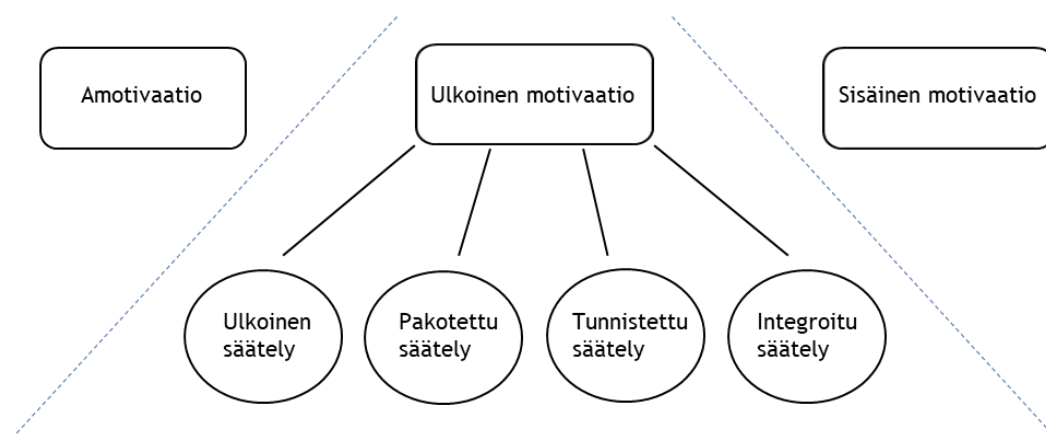 Amotivaatio
Ulkoinen motivaatio
Sisäinen motivaatio
Ulkoinen
säätely
Pakotettu
säätely
Tunnistettu
säätely
Integroitu
säätely